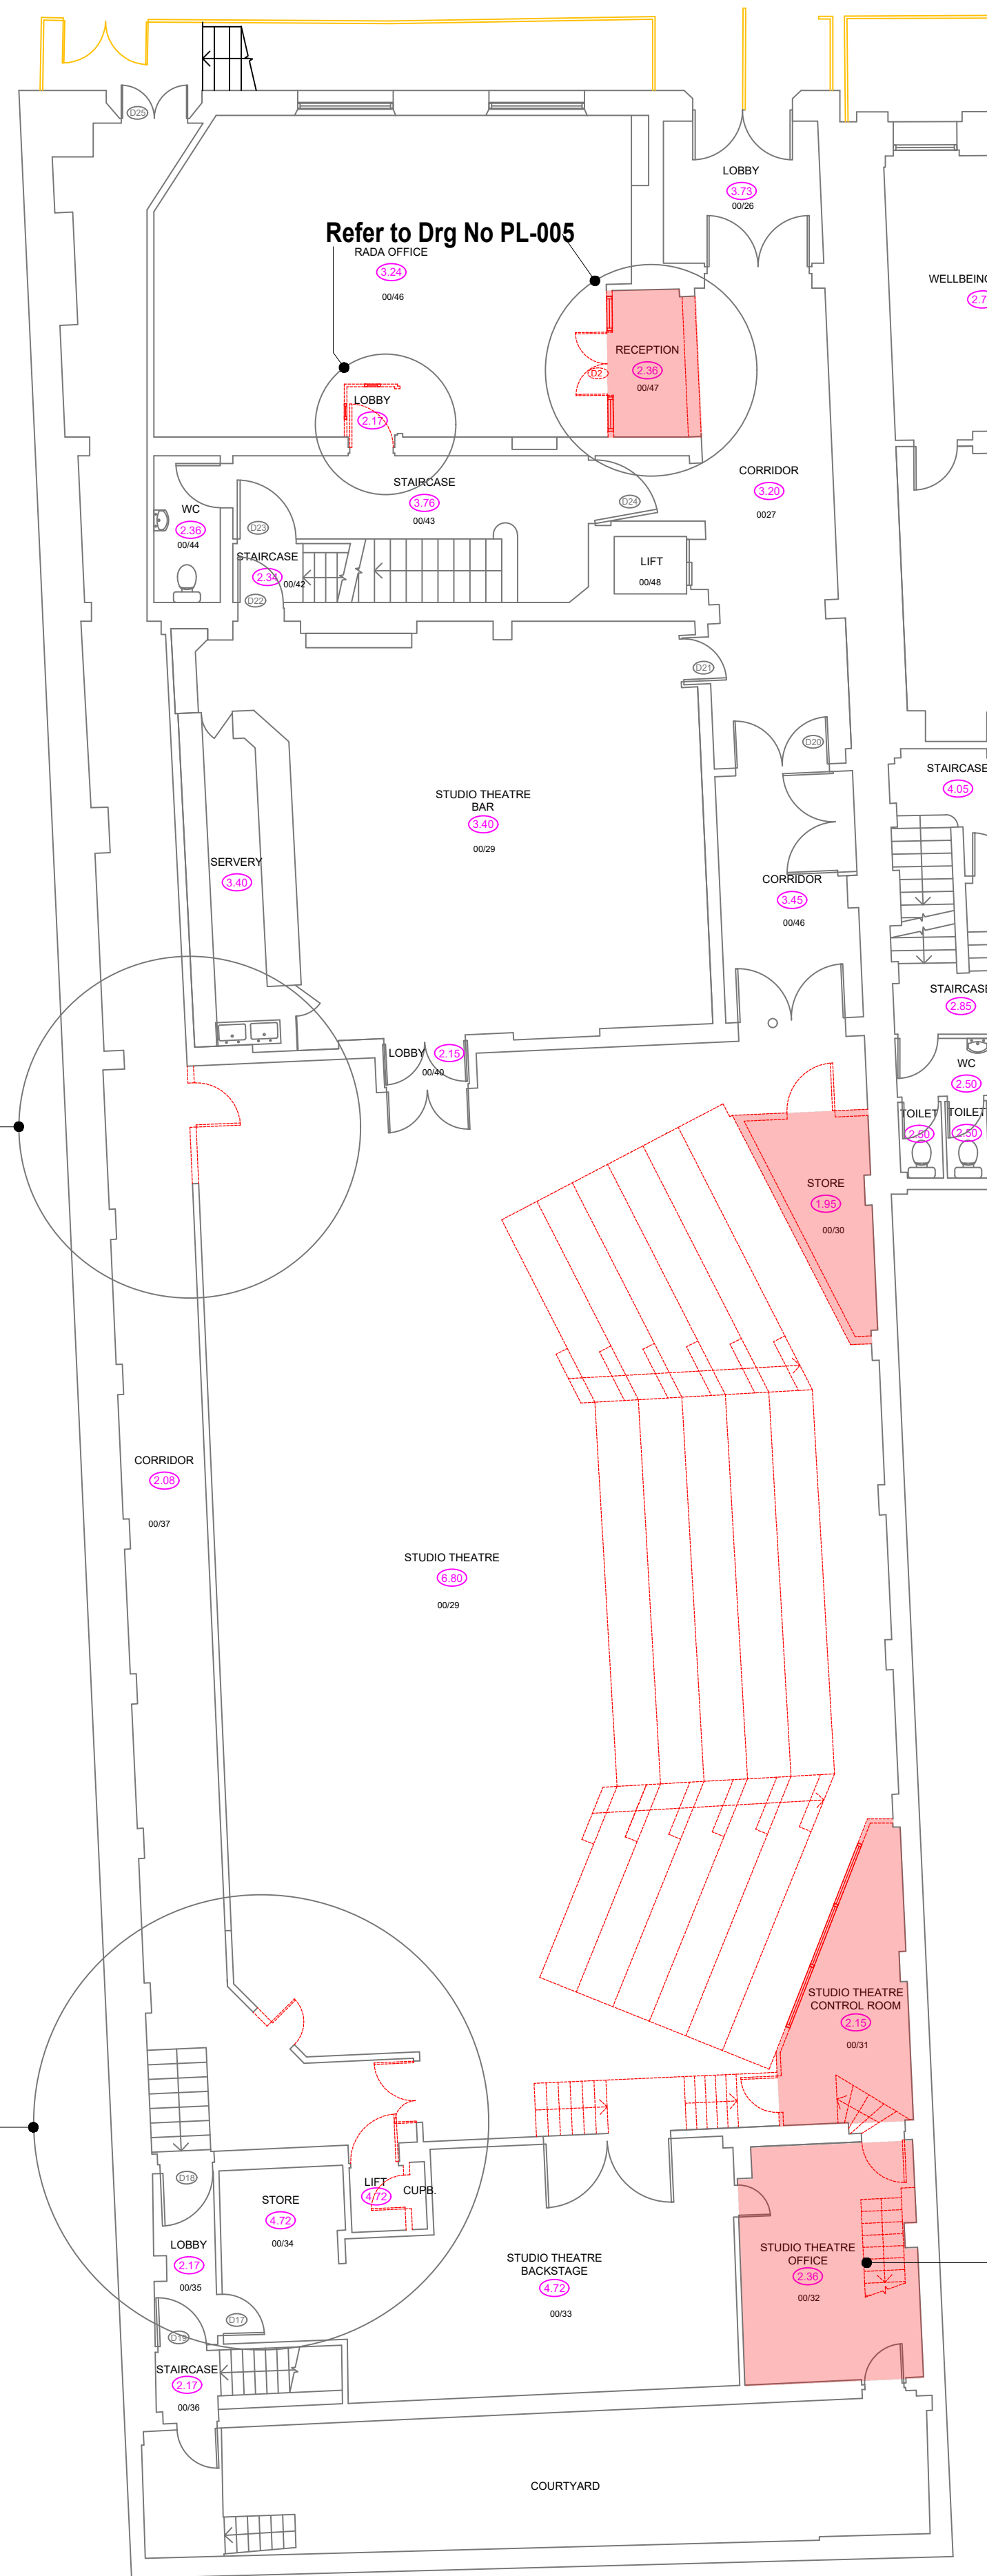 D25
LOBBY
3.73
00/26
Refer to Drg No PL-005
RADA OFFICE
3.24
00/46
RECEPTION
2.36
00/47
D2
LOBBY
2.17
STAIRCASE
3.76
00/43
D24
CORRIDOR
3.20
0027
WC
2.36
00/44
D23
STAIRCASE
2.34
00/42
D22
LIFT
00/48
D21
D20
STUDIO THEATRE
BAR
3.40
00/29
SERVERY
3.40
CORRIDOR
3.45
00/46
STAIRCASE
4.05
STAIRCASE
2.85
WC
2.50
TOILET
2.50
TOILET
2.50
LOBBY
2.15
00/40
STORE
1.95
00/30
CORRIDOR
2.08
00/37
STUDIO THEATRE
6.80
00/29
STUDIO THEATRE
CONTROL ROOM
2.15
00/31
D18
LIFT
4.72
CUPB.
STORE
4.72
00/34
LOBBY
2.17
00/35
D17
D19
STUDIO THEATRE
BACKSTAGE
4.72
00/33
STUDIO THEATRE
OFFICE
2.36
00/32
STAIRCASE
2.17
00/36
COURTYARD